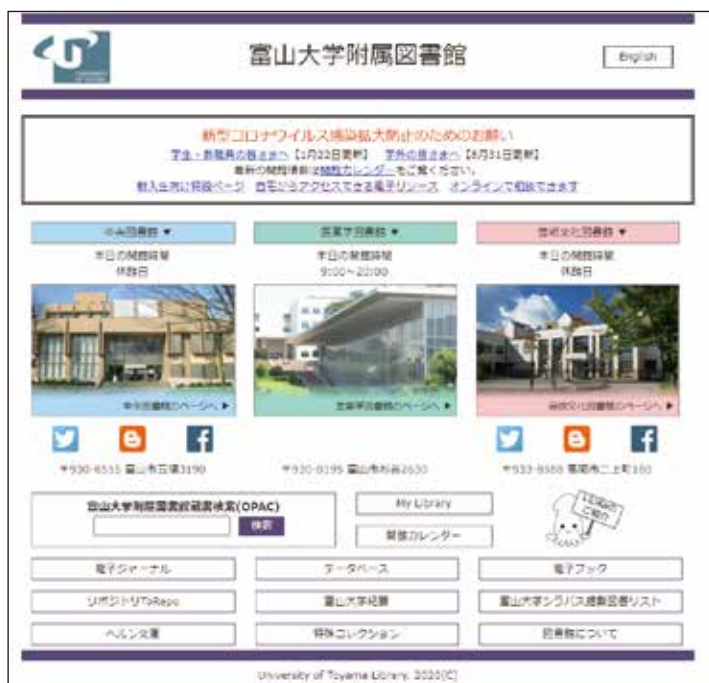 富山大学附属図書館
English
新型コロナウイルス感染拡大防止のためのお願い
学生・教職員の皆さまへ【1月22日更新】 学外の皆さまへ【8月31日更新】
最新の開館情報は開館カレンダーをご覧ください。
新入生向け特設ページ 自宅からアクセスできる電子リソース オンラインで相談できます
中央図書館 ▼
医薬学図書館 ▼
芸術文化図書館 ▼
本日の開館時間
休館日
本日の開館時間
9:00~20:00
本日の開館時間
休館日
中央図書館のページへ ▶
医薬学図書館のページへ ▶
芸術文化図書館のページへ ▶
〒930-8555 富山市五福3190
〒930-0195 富山市杉谷2630
〒933-8588 高岡市二上町180
富山大学附属図書館蔵書検索(OPAC)
検索
My Library
開館カレンダー
ご紹介
電子ジャーナル
データベース
電子ブック
リポジトリToRepo
富山大学紀要
富山大学シラバス掲載図書リスト
ヘルン文庫
特殊コレクション
図書館について
University of Toyama Library, 2020(C)